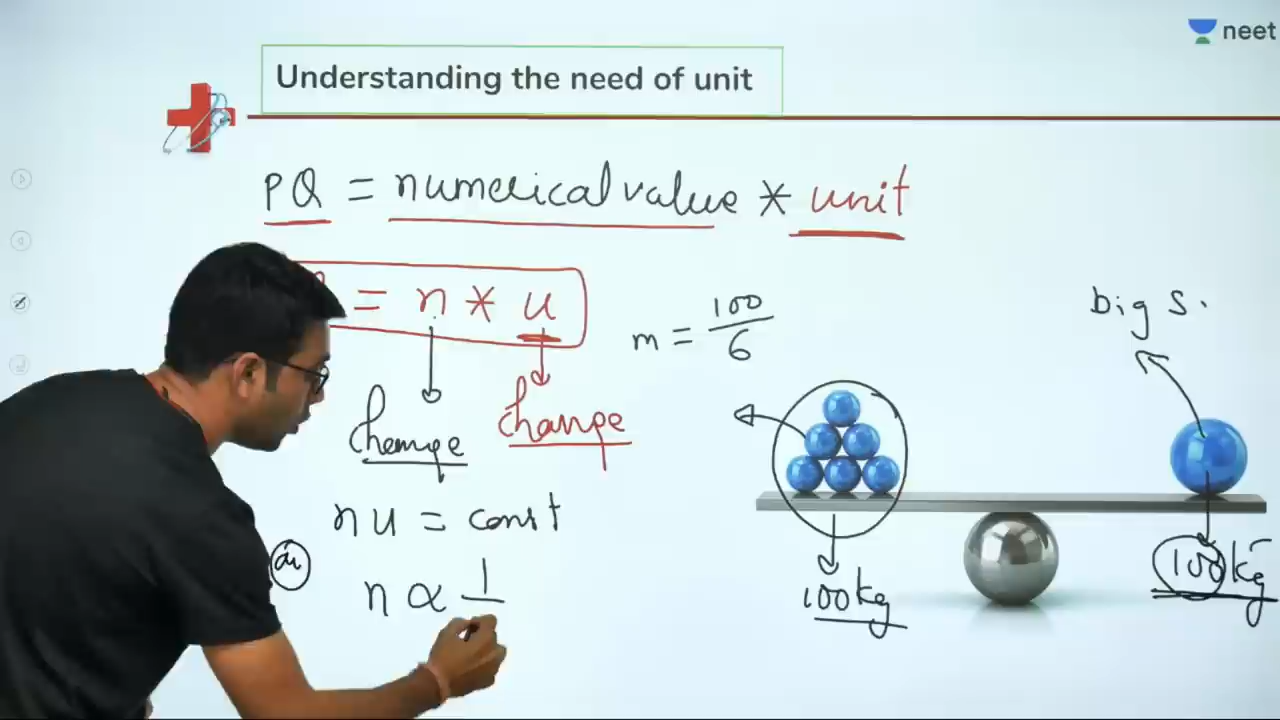 neet
Understanding the need of unit
PQ = numerical value * unit
= n * u
m = 100/6
big s.
change
change
nu = const
n ∝ 1/
100kg
100kg